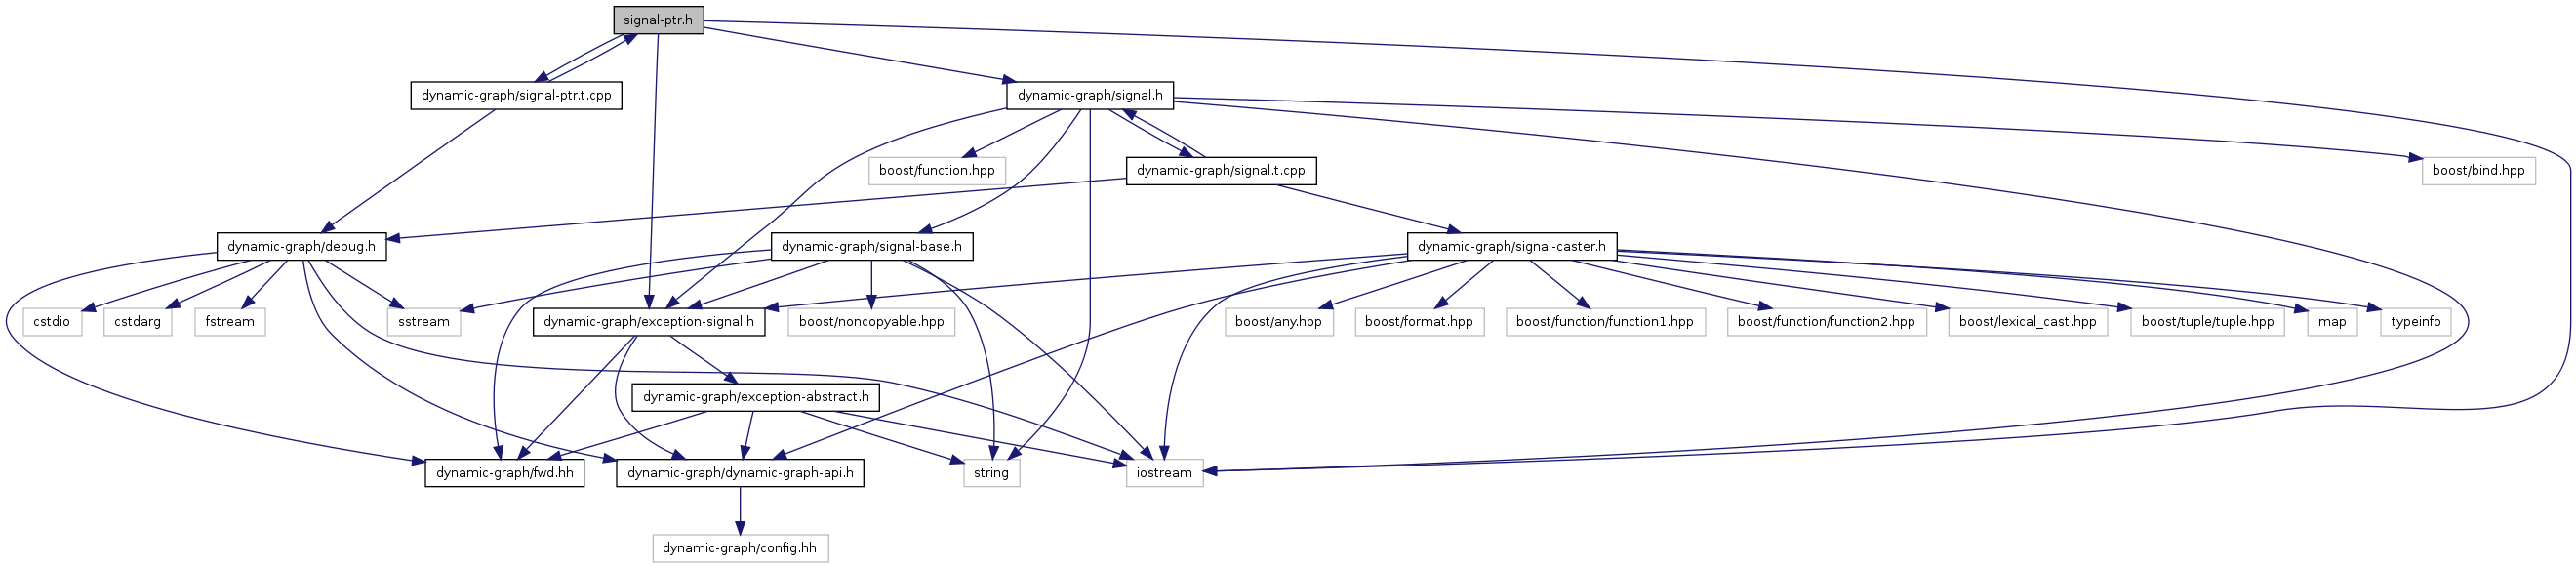 signal-ptr.h
dynamic-graph/signal-ptr.t.cpp
dynamic-graph/signal.h
boost/function.hpp
dynamic-graph/signal.t.cpp
boost/bind.hpp
dynamic-graph/debug.h
dynamic-graph/signal-base.h
dynamic-graph/signal-caster.h
cstdio
cstdarg
fstream
sstream
dynamic-graph/exception-signal.h
boost/noncopyable.hpp
boost/any.hpp
boost/format.hpp
boost/function/function1.hpp
boost/function/function2.hpp
boost/lexical_cast.hpp
boost/tuple/tuple.hpp
map
typeinfo
dynamic-graph/exception-abstract.h
dynamic-graph/fwd.hh
dynamic-graph/dynamic-graph-api.h
string
iostream
dynamic-graph/config.hh